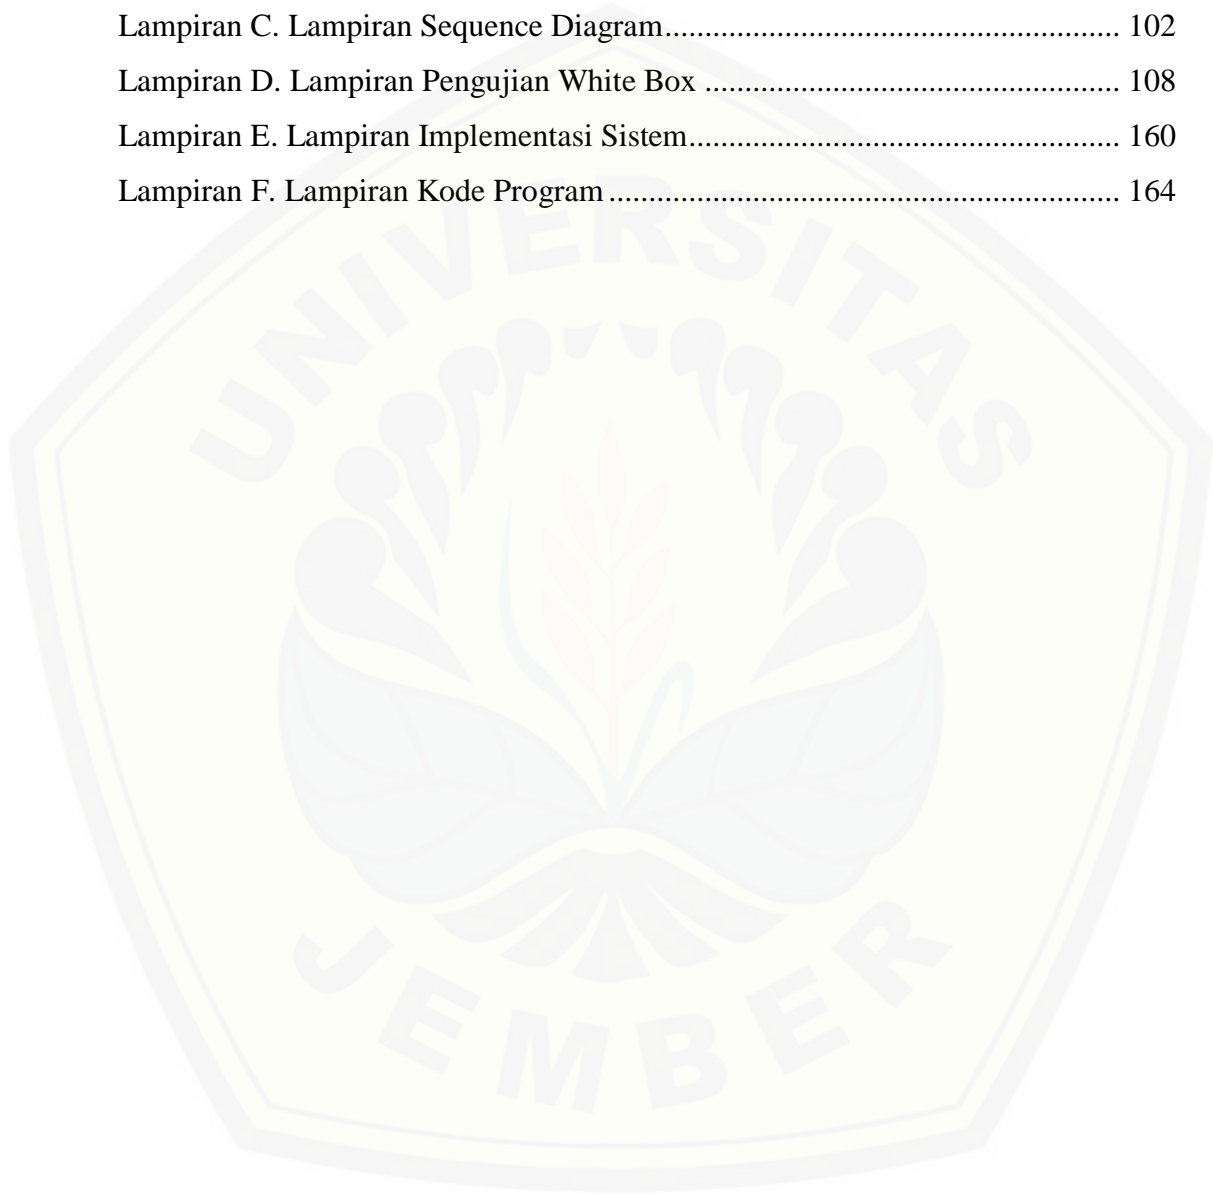 Lampiran C. Lampiran Sequence Diagram......................................................... 102
Lampiran D. Lampiran Pengujian White Box .................................................... 108
Lampiran E. Lampiran Implementasi Sistem...................................................... 160
Lampiran F. Lampiran Kode Program ................................................................ 164
UNIVERSITAS
JEMBER